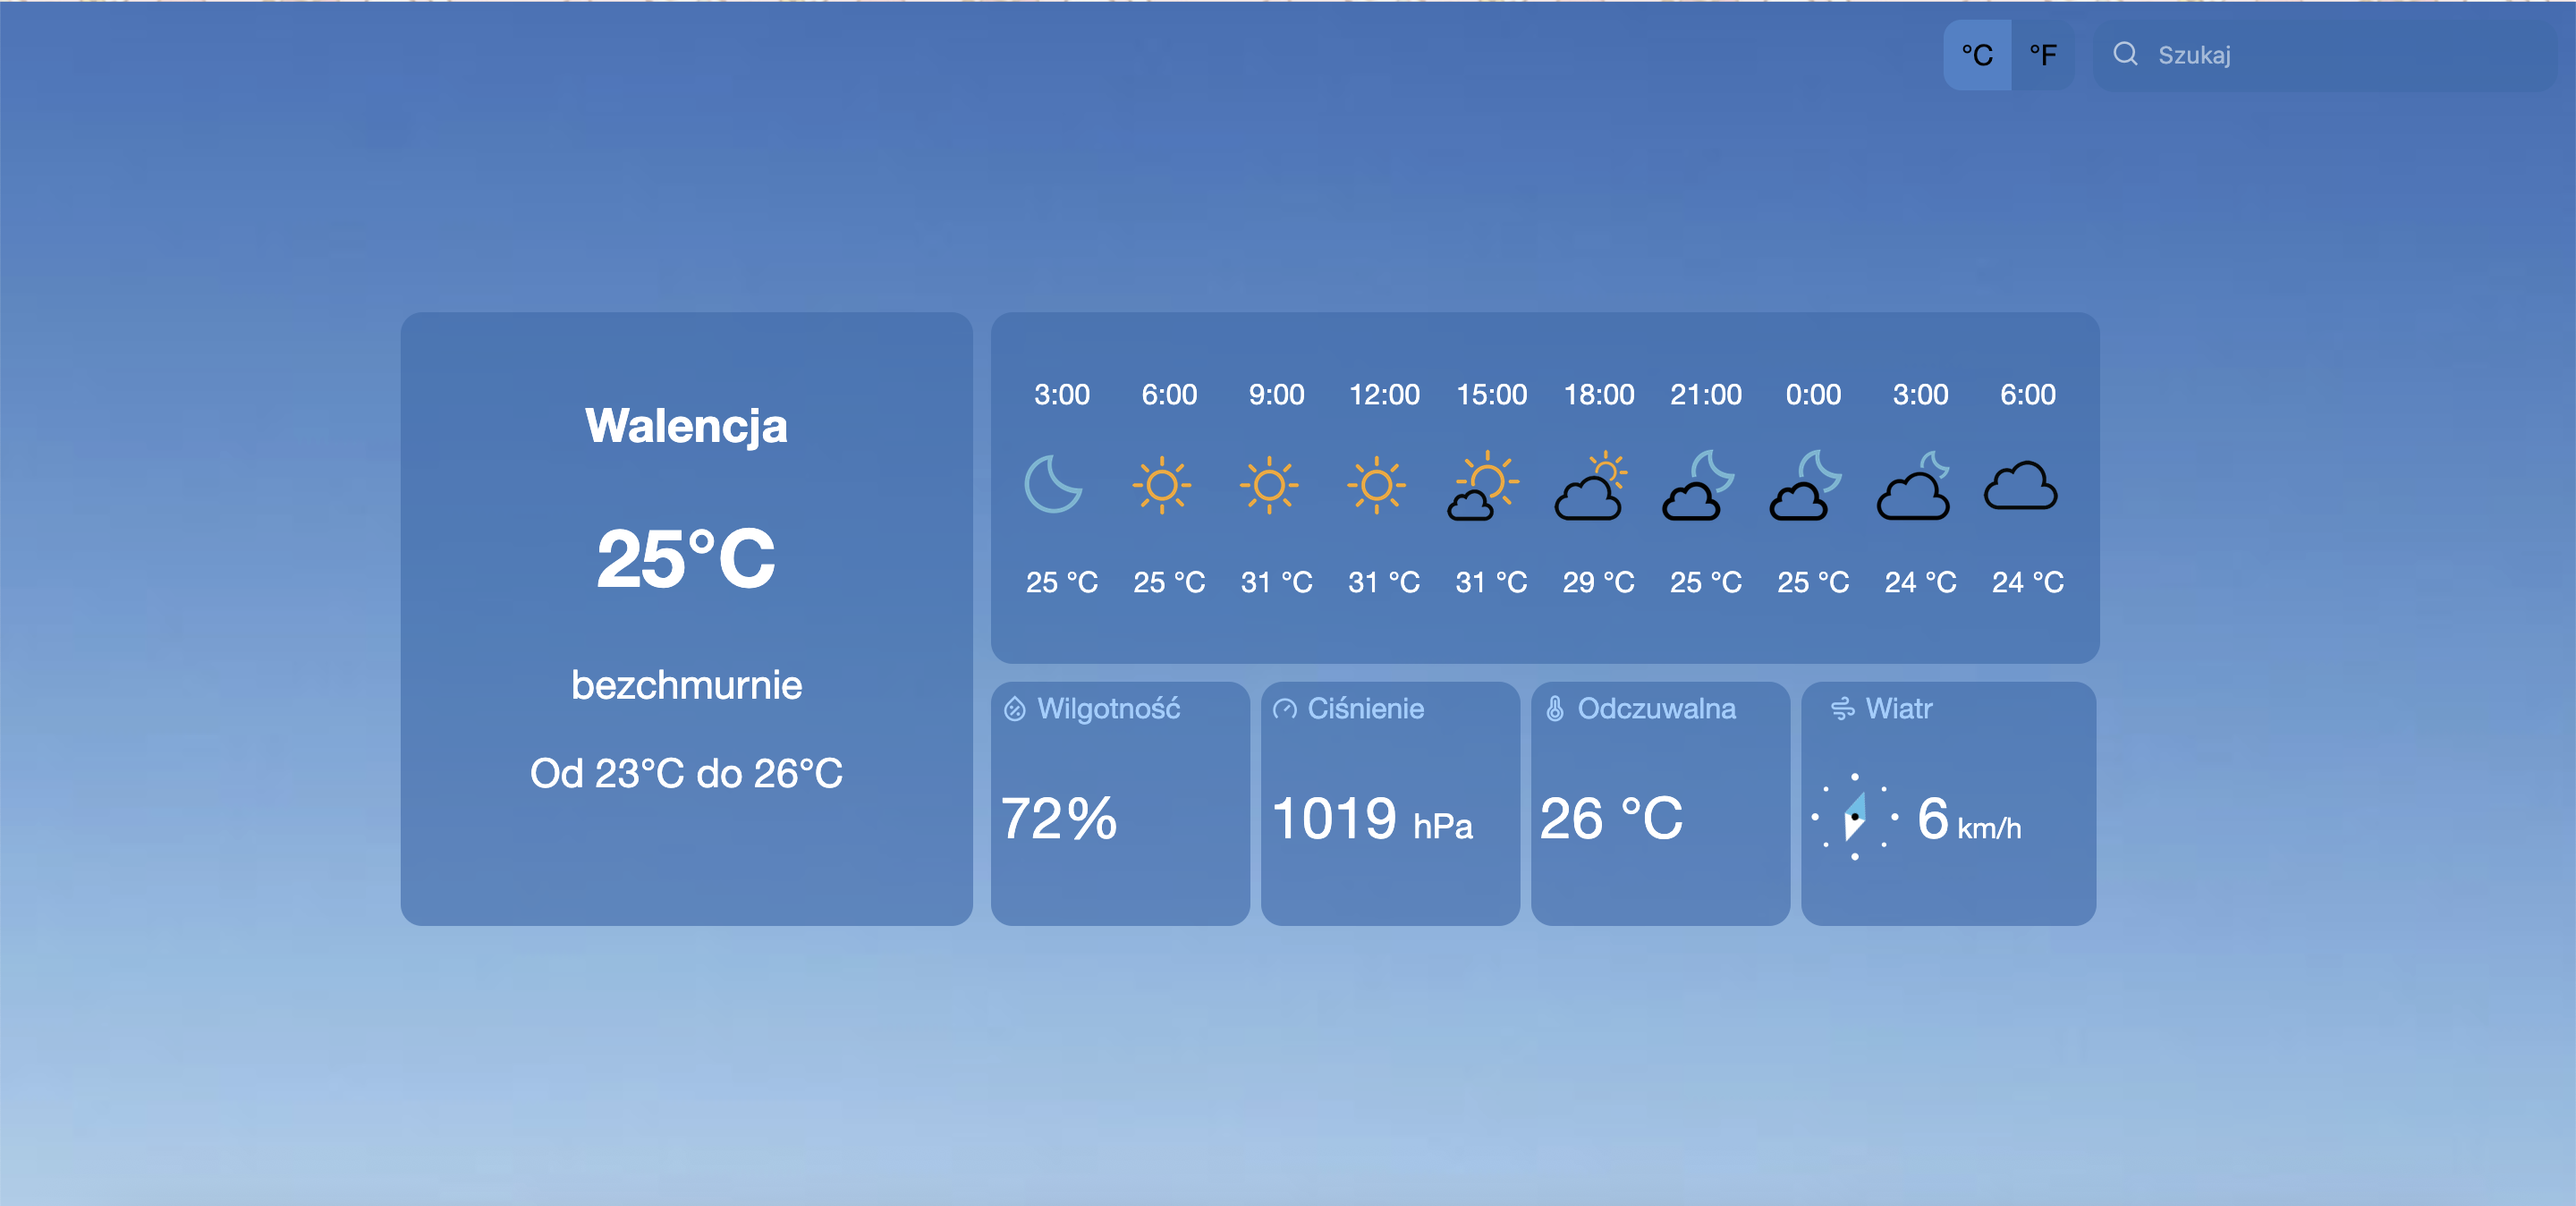 °C °F Szukaj
Walencja
25°C
bezchmurnie
Od 23°C do 26°C
3:00 6:00 9:00 12:00 15:00 18:00 21:00 0:00 3:00 6:00
25 °C 25 °C 31 °C 31 °C 31 °C 29 °C 25 °C 25 °C 24 °C 24 °C
Wilgotność
72%
Ciśnienie
1019 hPa
Odczuwalna
26 °C
Wiatr
6 km/h